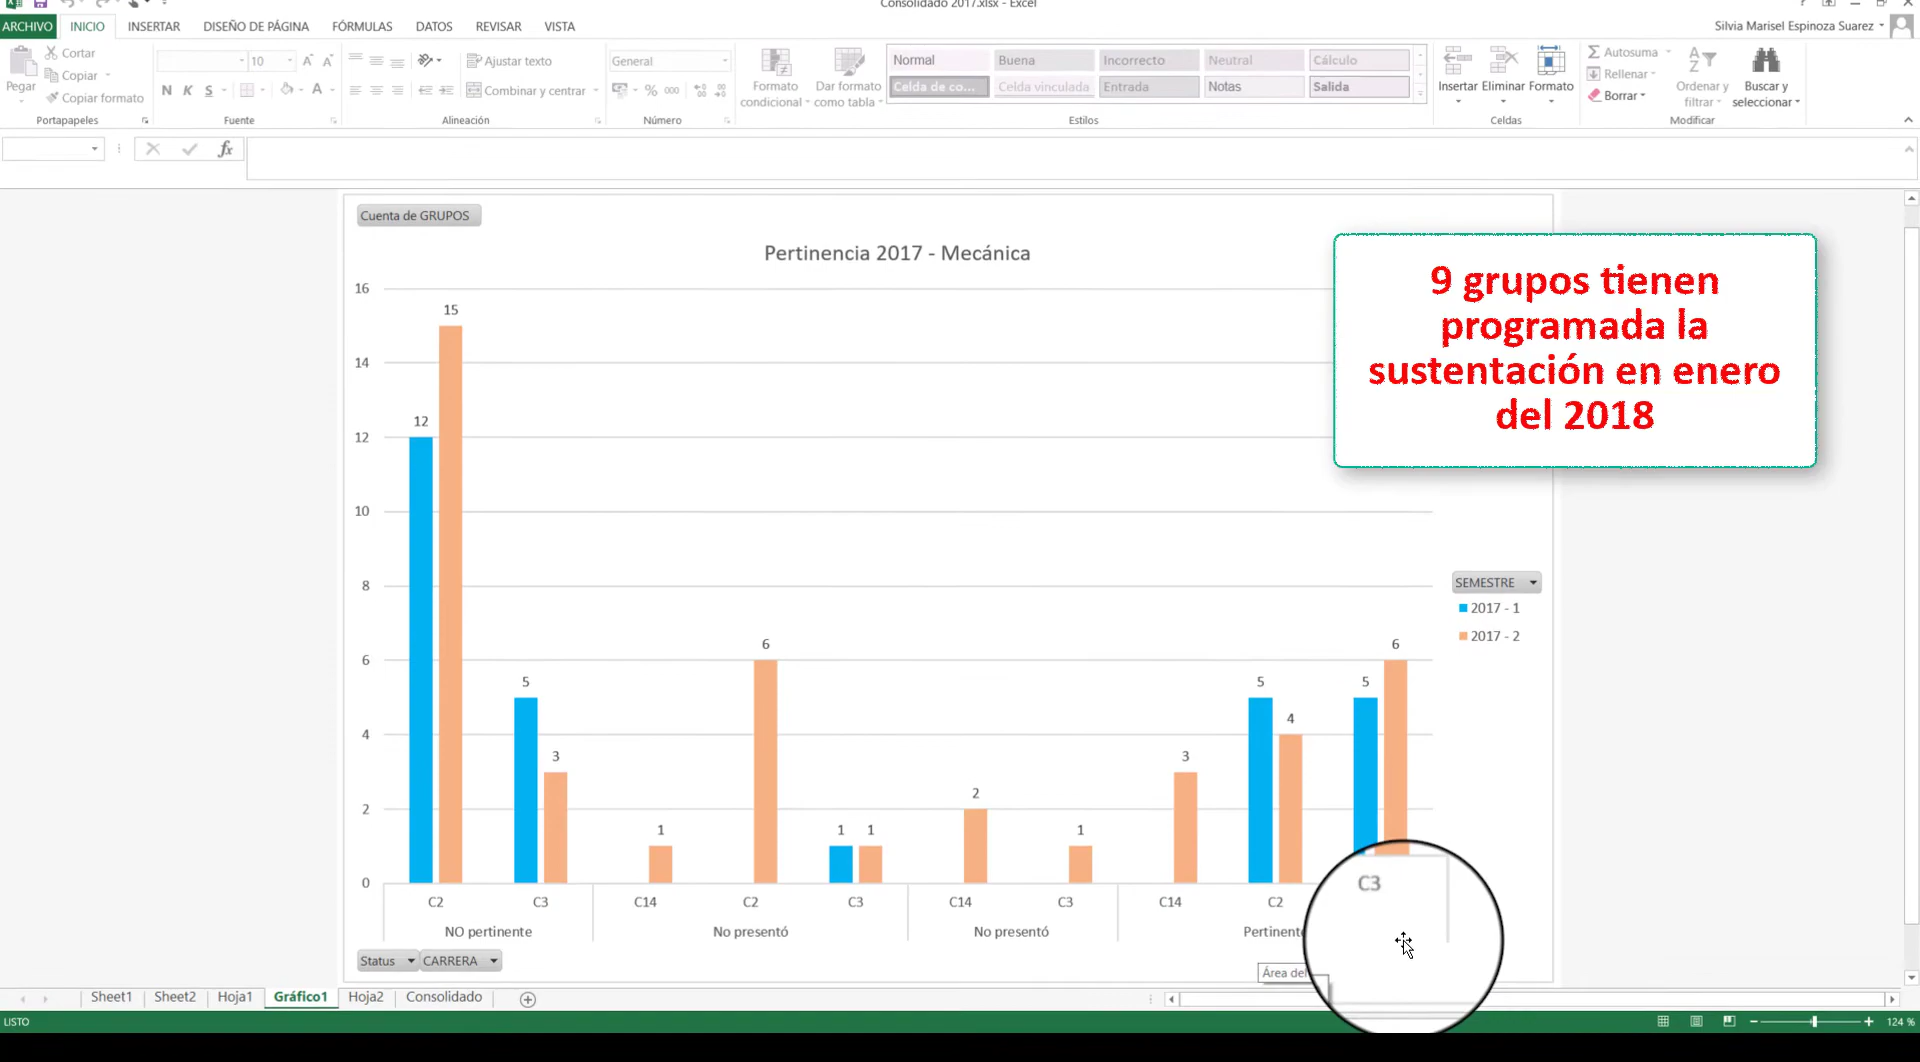 Consolidado 2017.xlsx - Excel
ARCHIVO INICIO INSERTAR DISEÑO DE PÁGINA FÓRMULAS DATOS REVISAR VISTA
Silvia Marisel Espinoza Suarez
Pegar
Cortar
Copiar
Copiar formato
Portapapeles
10
N K S
Fuente
Ajustar texto
Combinar y centrar
Alineación
General
% 000
Número
Formato condicional
Dar formato como tabla
Normal Buena Incorrecto Neutral Cálculo
Celda de co... Celda vinculada Entrada Notas Salida
Estilos
Insertar Eliminar Formato
Celdas
Autosuma
Rellenar
Borrar
Ordenar y filtrar
Buscar y seleccionar
Modificar
fx
Cuenta de GRUPOS
Pertinencia 2017 - Mecánica
9 grupos tienen
programada la
sustentación en enero
del 2018
16
14
12
10
8
6
4
2
0
12 15 5 3 1 6 1 1 2 1 3 5 4 5 6
SEMESTRE
2017 - 1
2017 - 2
C2 C3 C14 C2 C3 C14 C3 C14 C2 C3
NO pertinente No presentó No presentó Pertinente
Status CARRERA
Área del
Sheet1 Sheet2 Hoja1 Gráfico1 Hoja2 Consolidado
LISTO
124 %